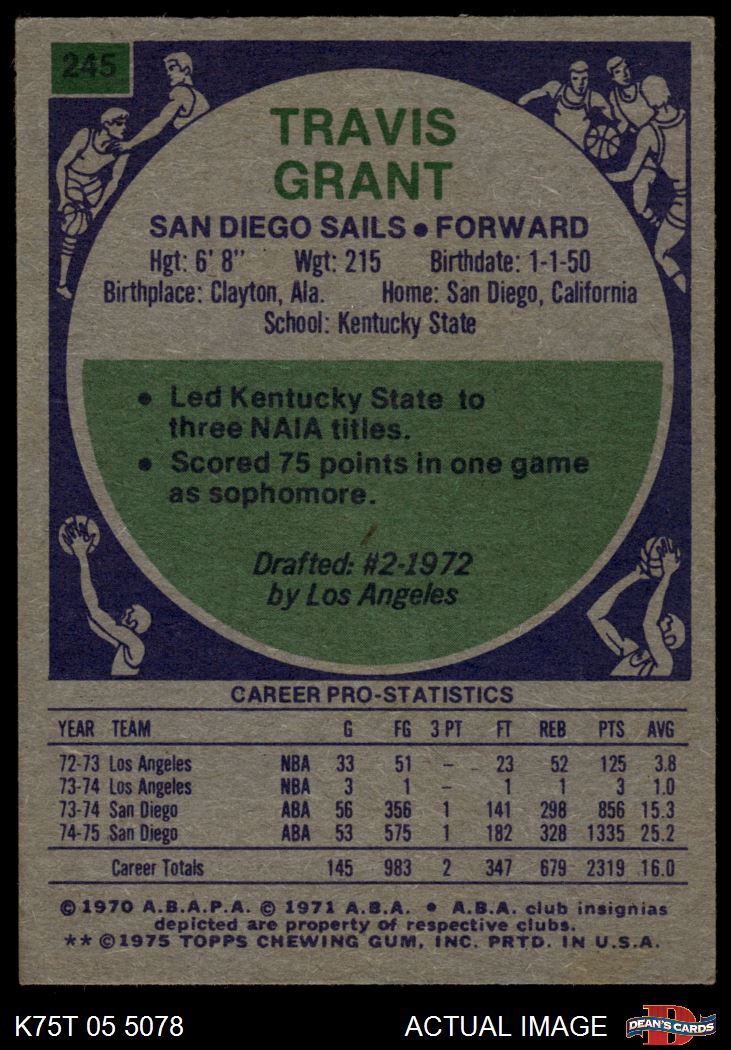 245
TRAVIS
GRANT
SAN DIEGO SAILS • FORWARD
Hgt: 6' 8" Wgt: 215 Birthdate: 1-1-50
Birthplace: Clayton, Ala. Home: San Diego, California
School: Kentucky State
• Led Kentucky State to
three NAIA titles.
• Scored 75 points in one game
as sophomore.
Drafted: #2-1972
by Los Angeles
CAREER PRO-STATISTICS
YEAR TEAM G FG 3 PT FT REB PTS AVG
72-73 Los Angeles NBA 33 51 – 23 52 125 3.8
73-74 Los Angeles NBA 3 1 – 1 1 3 1.0
73-74 San Diego ABA 56 356 1 141 298 856 15.3
74-75 San Diego ABA 53 575 1 182 328 1335 25.2
Career Totals 145 983 2 347 679 2319 16.0
© 1970 A.B.A.P.A. © 1971 A.B.A. • A.B.A. club insignias
depicted are property of respective clubs.
** © 1975 TOPPS CHEWING GUM, INC. PRTD. IN U.S.A.
K75T 05 5078 ACTUAL IMAGE D DEAN'S CARDS